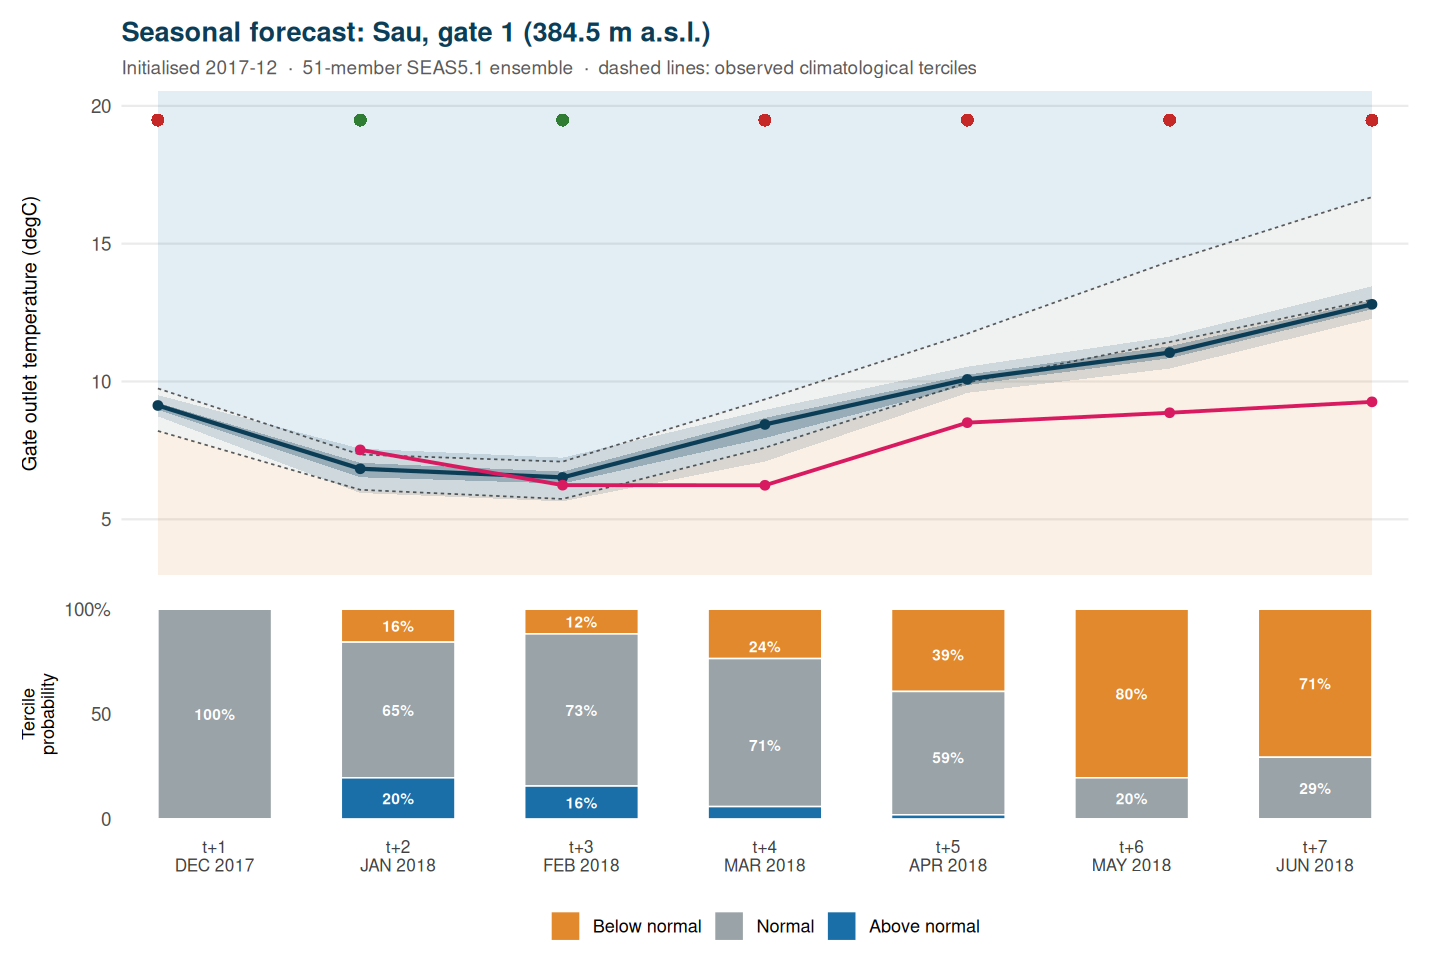 Seasonal forecast: Sau, gate 1 (384.5 m a.s.l.)
Initialised 2017-12 · 51-member SEAS5.1 ensemble · dashed lines: observed climatological terciles
Gate outlet temperature (degC)
20
15
10
5
Tercile
probability
100%
50
0
100%
16%
65%
20%
12%
73%
16%
24%
71%
39%
59%
80%
20%
71%
29%
t+1
DEC 2017
t+2
JAN 2018
t+3
FEB 2018
t+4
MAR 2018
t+5
APR 2018
t+6
MAY 2018
t+7
JUN 2018
Below normal
Normal
Above normal